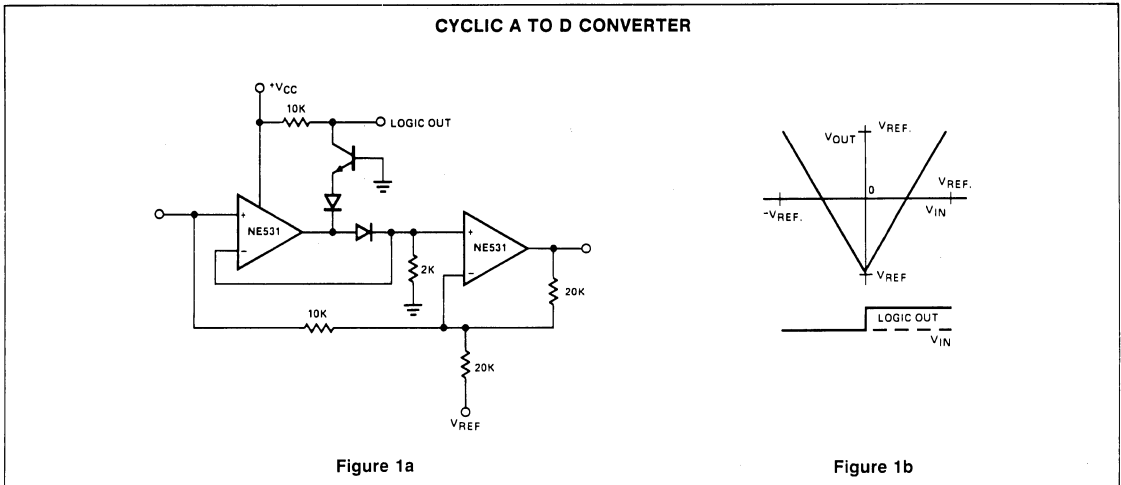 CYCLIC A TO D CONVERTER
+VCC
10K
LOGIC OUT
NE531
+
−
2K
10K
NE531
+
−
20K
20K
VREF
Figure 1a
VOUT
VREF.
0
VREF.
-VREF.
VIN
VREF
LOGIC OUT
VIN
Figure 1b